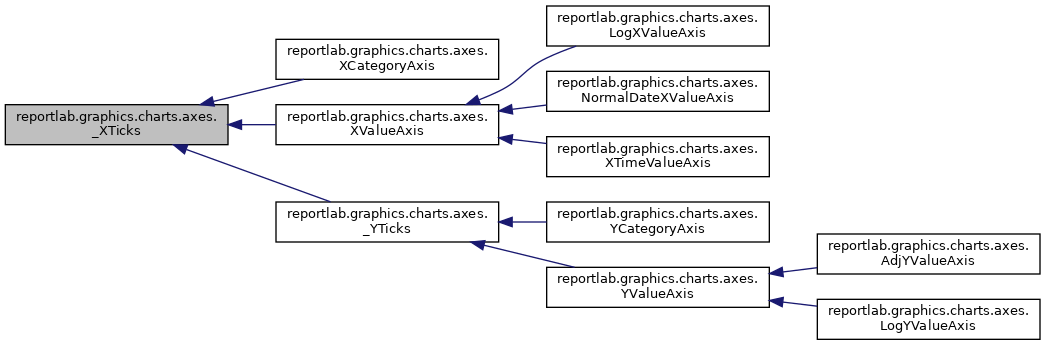 reportlab.graphics.charts.axes.
_XTicks
reportlab.graphics.charts.axes.
XCategoryAxis
reportlab.graphics.charts.axes.
XValueAxis
reportlab.graphics.charts.axes.
_YTicks
reportlab.graphics.charts.axes.
LogXValueAxis
reportlab.graphics.charts.axes.
NormalDateXValueAxis
reportlab.graphics.charts.axes.
XTimeValueAxis
reportlab.graphics.charts.axes.
YCategoryAxis
reportlab.graphics.charts.axes.
YValueAxis
reportlab.graphics.charts.axes.
AdjYValueAxis
reportlab.graphics.charts.axes.
LogYValueAxis